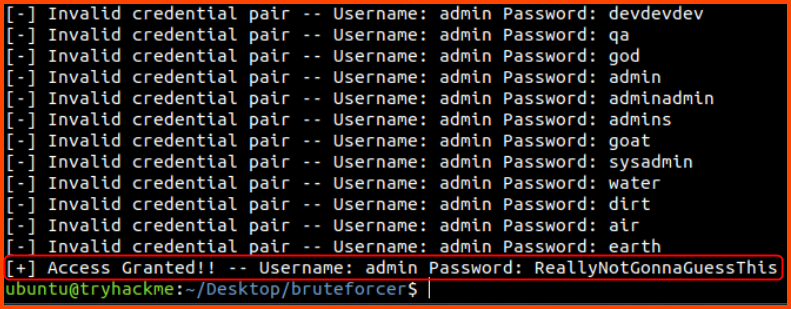 [-] Invalid credential pair -- Username: admin Password: devdevdev
[-] Invalid credential pair -- Username: admin Password: qa
[-] Invalid credential pair -- Username: admin Password: god
[-] Invalid credential pair -- Username: admin Password: admin
[-] Invalid credential pair -- Username: admin Password: adminadmin
[-] Invalid credential pair -- Username: admin Password: admins
[-] Invalid credential pair -- Username: admin Password: goat
[-] Invalid credential pair -- Username: admin Password: sysadmin
[-] Invalid credential pair -- Username: admin Password: water
[-] Invalid credential pair -- Username: admin Password: dirt
[-] Invalid credential pair -- Username: admin Password: air
[-] Invalid credential pair -- Username: admin Password: earth
[+] Access Granted!! -- Username: admin Password: ReallyNotGonnaGuessThis
ubuntu@tryhackme:~/Desktop/bruteforcer$